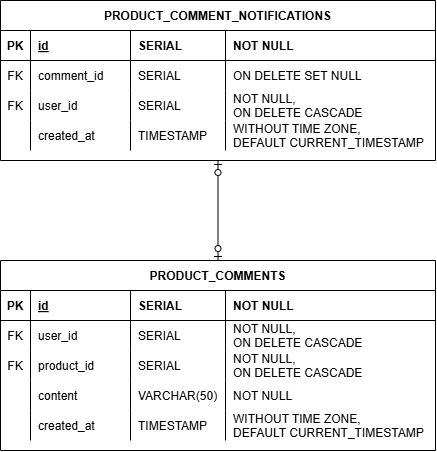 PRODUCT_COMMENT_NOTIFICATIONS
PK id SERIAL NOT NULL
FK comment_id SERIAL ON DELETE SET NULL
FK user_id SERIAL NOT NULL,
ON DELETE CASCADE
created_at TIMESTAMP WITHOUT TIME ZONE,
DEFAULT CURRENT_TIMESTAMP
PRODUCT_COMMENTS
PK id SERIAL NOT NULL
FK user_id SERIAL NOT NULL,
ON DELETE CASCADE
FK product_id SERIAL NOT NULL,
ON DELETE CASCADE
content VARCHAR(50) NOT NULL
created_at TIMESTAMP WITHOUT TIME ZONE,
DEFAULT CURRENT_TIMESTAMP